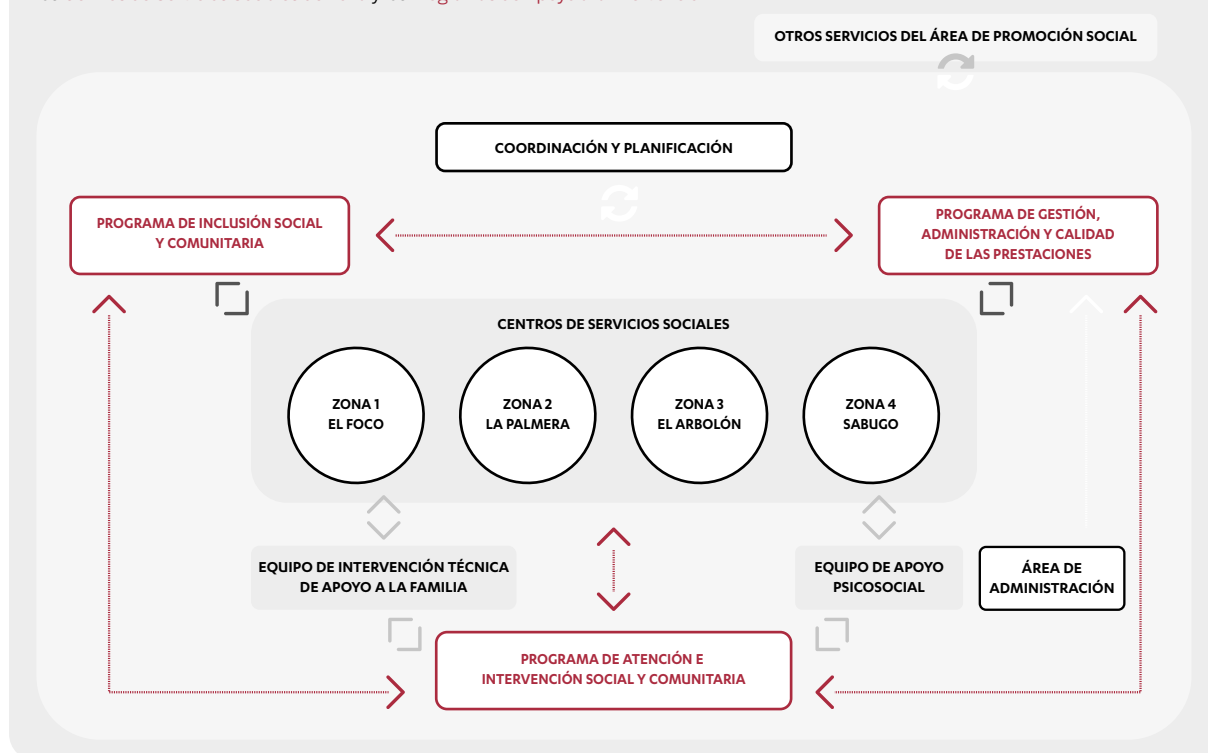 OTROS SERVICIOS DEL ÁREA DE PROMOCIÓN SOCIAL
COORDINACIÓN Y PLANIFICACIÓN
PROGRAMA DE INCLUSIÓN SOCIAL
Y COMUNITARIA
PROGRAMA DE GESTIÓN,
ADMINISTRACIÓN Y CALIDAD
DE LAS PRESTACIONES
CENTROS DE SERVICIOS SOCIALES
ZONA 1
EL FOCO
ZONA 2
LA PALMERA
ZONA 3
EL ARBOLÓN
ZONA 4
SABUGO
EQUIPO DE INTERVENCIÓN TÉCNICA
DE APOYO A LA FAMILIA
EQUIPO DE APOYO
PSICOSOCIAL
ÁREA DE
ADMINISTRACIÓN
PROGRAMA DE ATENCIÓN E
INTERVENCIÓN SOCIAL Y COMUNITARIA